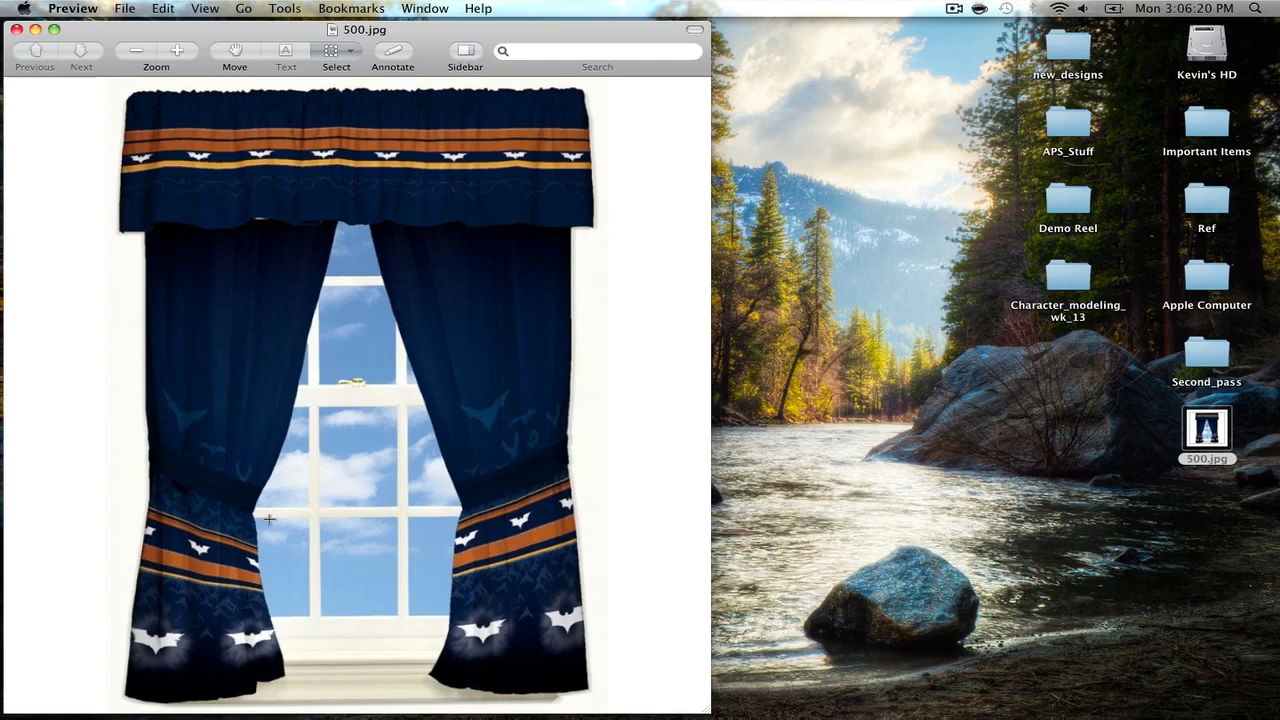 Preview File Edit View Go Tools Bookmarks Window Help
Mon 3:06:20 PM
500.jpg
Previous Next Zoom Move Text Select Annotate Sidebar Search
A
new_designs
Kevin's HD
APS_Stuff
Important Items
Demo Reel
Ref
Character_modeling_
wk_13
Apple Computer
Second_pass
500.jpg